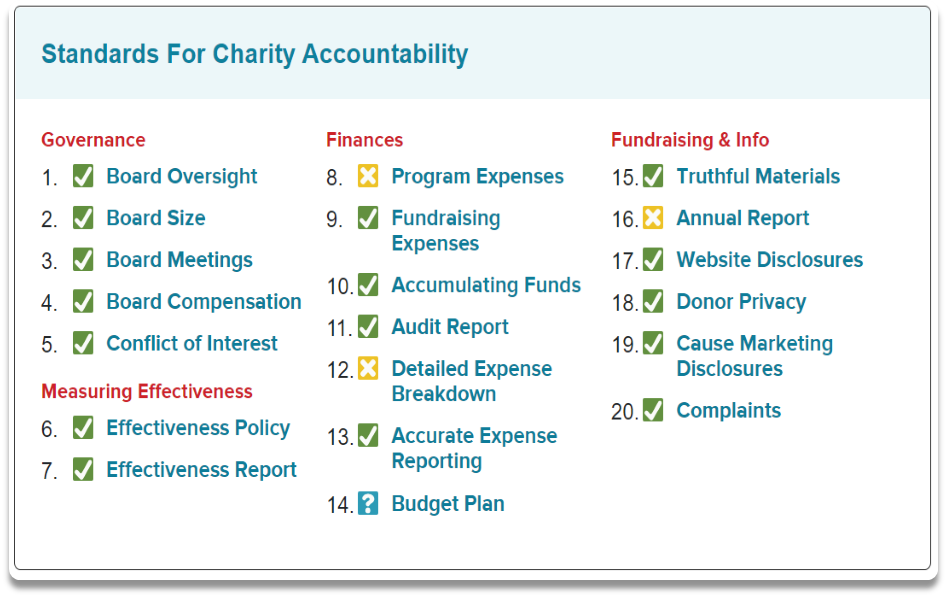 Standards For Charity Accountability
Governance
1. Board Oversight
2. Board Size
3. Board Meetings
4. Board Compensation
5. Conflict of Interest
Measuring Effectiveness
6. Effectiveness Policy
7. Effectiveness Report
Finances
8. Program Expenses
9. Fundraising
Expenses
10. Accumulating Funds
11. Audit Report
12. Detailed Expense
Breakdown
13. Accurate Expense
Reporting
14. ? Budget Plan
Fundraising & Info
15. Truthful Materials
16. Annual Report
17. Website Disclosures
18. Donor Privacy
19. Cause Marketing
Disclosures
20. Complaints